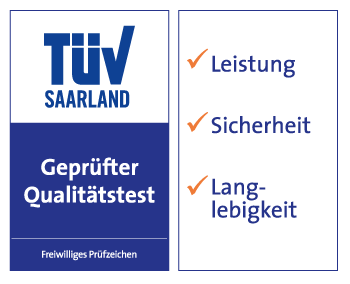 TÜV
SAARLAND
Geprüfter
Qualitätstest
Freiwilliges Prüfzeichen
Leistung
Sicherheit
Lang-
lebigkeit